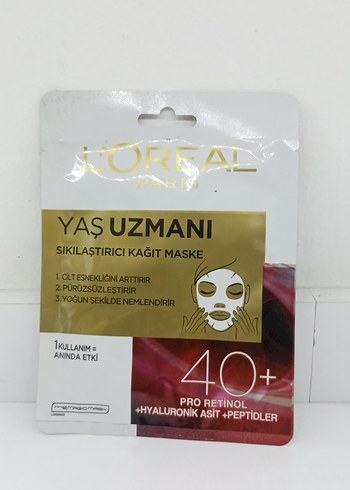 L'ORÉAL
PARIS
YAŞ UZMANI
SIKILAŞTIRICI KAĞIT MASKE
1. CİLT ESNEKLİĞİNİ ARTTIRIR
2. PÜRÜZSÜZLEŞTİRİR
3. YOĞUN ŞEKİLDE NEMLENDİRİR
1 KULLANIM =
ANINDA ETKİ
40+
PRO RETINOL
+HYALURONİK ASİT +PEPTİDLER